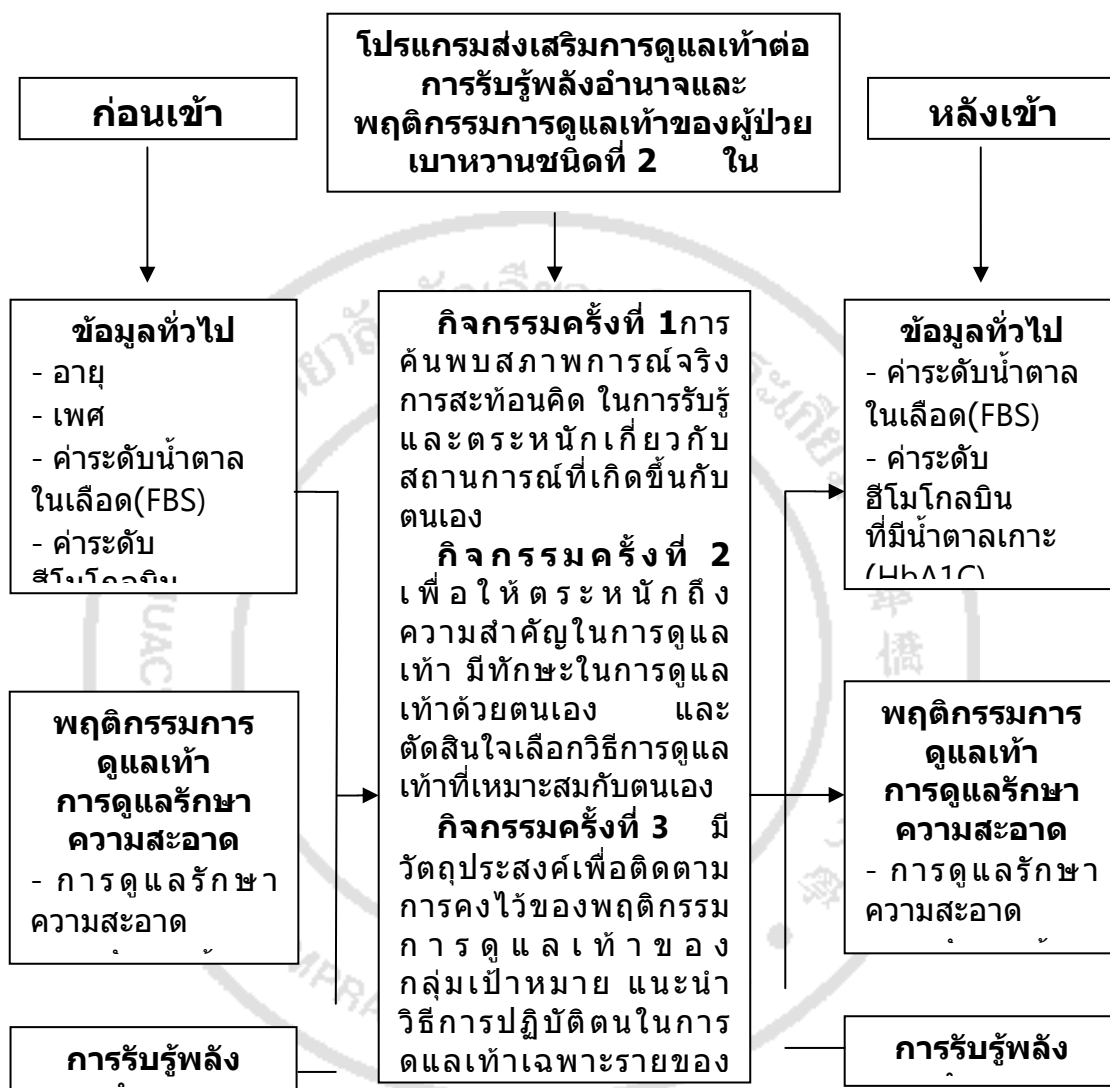 ก่อนเข้า
โปรแกรมส่งเสริมการดูแลเท้าต่อ
การรับรู้พลังอำนาจและ
พฤติกรรมการดูแลเท้าของผู้ป่วย
เบาหวานชนิดที่ 2 ใน
หลังเข้า
ข้อมูลทั่วไป
- อายุ
- เพศ
- ค่าระดับน้ำตาล
ในเลือด(FBS)
- ค่าระดับ
ฮีโมโกลบิน
พฤติกรรมการ
ดูแลเท้า
การดูแลรักษา
ความสะอาด
- การดูแลรักษา
ความสะอาด
การรับรู้พลัง
กิจกรรมครั้งที่ 1การ
ค้นพบสภาพการณ์จริง
การสะท้อนคิด ในการรับรู้
และตระหนักเกี่ยวกับ
สถานการณ์ที่เกิดขึ้นกับ
ตนเอง
กิจกรรมครั้งที่ 2
เพื่อให้ตระหนักถึง
ความสำคัญในการดูแล
เท้า มีทักษะในการดูแล
เท้าด้วยตนเอง และ
ตัดสินใจเลือกวิธีการดูแล
เท้าที่เหมาะสมกับตนเอง
กิจกรรมครั้งที่ 3 มี
วัตถุประสงค์เพื่อติดตาม
การคงไว้ของพฤติกรรม
การดูแลเท้าของ
กลุ่มเป้าหมาย แนะนำ
วิธีการปฏิบัติตนในการ
ดูแลเท้าเฉพาะรายของ
ข้อมูลทั่วไป
- ค่าระดับน้ำตาล
ในเลือด(FBS)
- ค่าระดับ
ฮีโมโกลบิน
ที่มีน้ำตาลเกาะ
(HbA1C)
พฤติกรรมการ
ดูแลเท้า
การดูแลรักษา
ความสะอาด
- การดูแลรักษา
ความสะอาด
การรับรู้พลัง